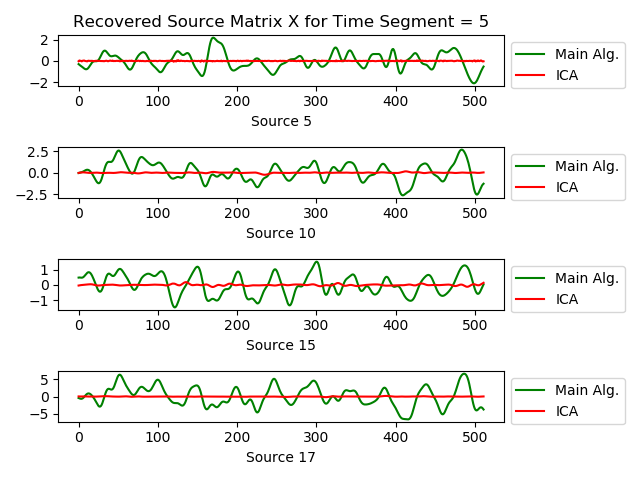 Recovered Source Matrix X for Time Segment = 5
2
0
−2
0 100 200 300 400 500
Source 5
Main Alg.
ICA
2.5
0.0
−2.5
0 100 200 300 400 500
Source 10
Main Alg.
ICA
1
0
−1
0 100 200 300 400 500
Source 15
Main Alg.
ICA
5
0
−5
0 100 200 300 400 500
Source 17
Main Alg.
ICA